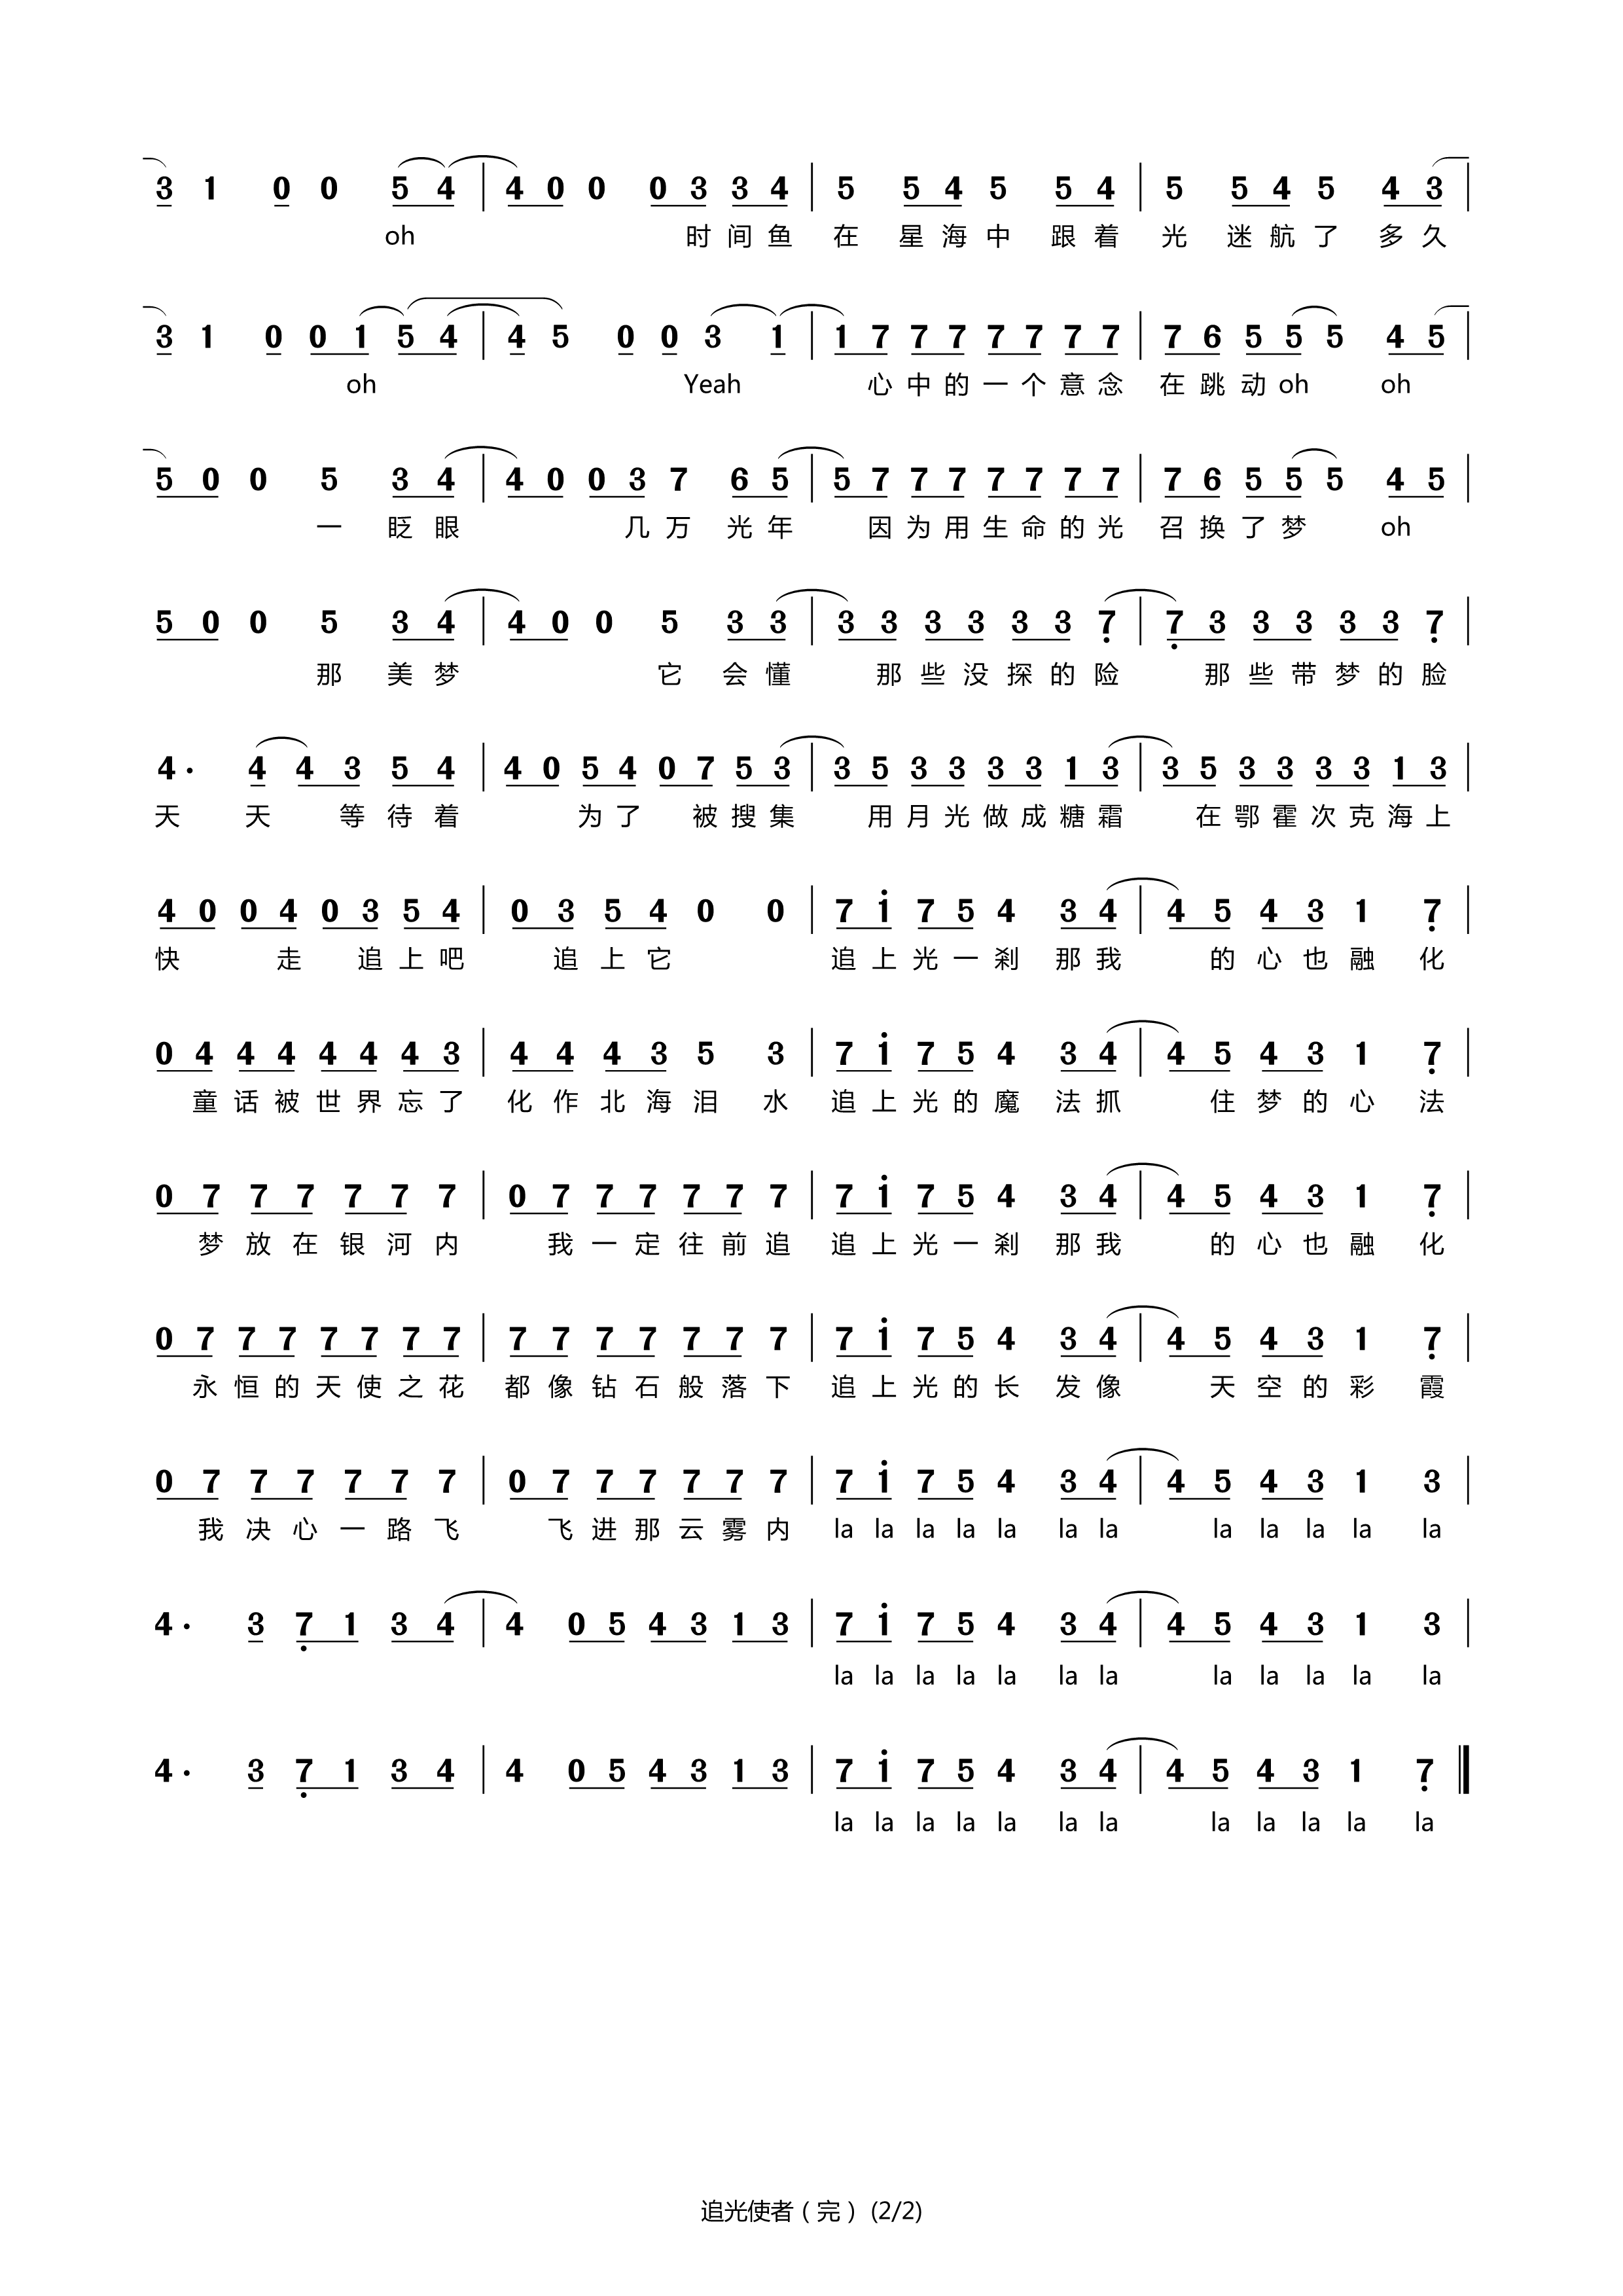 3 1 0 0 5 4 | 4 0 0 0 3 3 4 | 5 5 4 5 5 4 | 5 5 4 5 4 3 |
oh 时 间 鱼 在 星 海 中 跟 着 光 迷 航 了 多 久
3 1 0 0 1 5 4 | 4 5 0 0 3 1 | 1 7 7 7 7 7 7 7 | 7 6 5 5 5 4 5 |
oh Yeah 心 中 的 一 个 意 念 在 跳 动 oh oh
5 0 0 5 3 4 | 4 0 0 3 7 6 5 | 5 7 7 7 7 7 7 7 | 7 6 5 5 5 4 5 |
一 眨 眼 几 万 光 年 因 为 用 生 命 的 光 召 换 了 梦 oh
5 0 0 5 3 4 | 4 0 0 5 3 3 | 3 3 3 3 3 3 7̣ | 7̣ 3 3 3 3 3 7̣ |
那 美 梦 它 会 懂 那 些 没 探 的 险 那 些 带 梦 的 脸
4· 4 4 3 5 4 | 4 0 5 4 0 7 5 3 | 3 5 3 3 3 3 1 3 | 3 5 3 3 3 3 1 3 |
天 天 等 待 着 为 了 被 搜 集 用 月 光 做 成 糖 霜 在 鄂 霍 次 克 海 上
4 0 0 4 0 3 5 4 | 0 3 5 4 0 0 | 7 1̇ 7 5 4 3 4 | 4 5 4 3 1 7̣ |
快 走 追 上 吧 追 上 它 追 上 光 一 剎 那 我 的 心 也 融 化
0 4 4 4 4 4 4 3 | 4 4 4 3 5 3 | 7 1̇ 7 5 4 3 4 | 4 5 4 3 1 7̣ |
童 话 被 世 界 忘 了 化 作 北 海 泪 水 追 上 光 的 魔 法 抓 住 梦 的 心 法
0 7 7 7 7 7 7 | 0 7 7 7 7 7 7 | 7 1̇ 7 5 4 3 4 | 4 5 4 3 1 7̣ |
梦 放 在 银 河 内 我 一 定 往 前 追 追 上 光 一 剎 那 我 的 心 也 融 化
0 7 7 7 7 7 7 7 | 7 7 7 7 7 7 7 | 7 1̇ 7 5 4 3 4 | 4 5 4 3 1 7̣ |
永 恒 的 天 使 之 花 都 像 钻 石 般 落 下 追 上 光 的 长 发 像 天 空 的 彩 霞
0 7 7 7 7 7 7 | 0 7 7 7 7 7 7 | 7 1̇ 7 5 4 3 4 | 4 5 4 3 1 3 |
我 决 心 一 路 飞 飞 进 那 云 雾 内 la la la la la la la la la la la la
4· 3 7̣ 1 3 4 | 4 0 5 4 3 1 3 | 7 1̇ 7 5 4 3 4 | 4 5 4 3 1 3 |
la la la la la la la la la la la la
4· 3 7̣ 1 3 4 | 4 0 5 4 3 1 3 | 7 1̇ 7 5 4 3 4 | 4 5 4 3 1 7̣ ‖
la la la la la la la la la la la la
追光使者（完） (2/2)